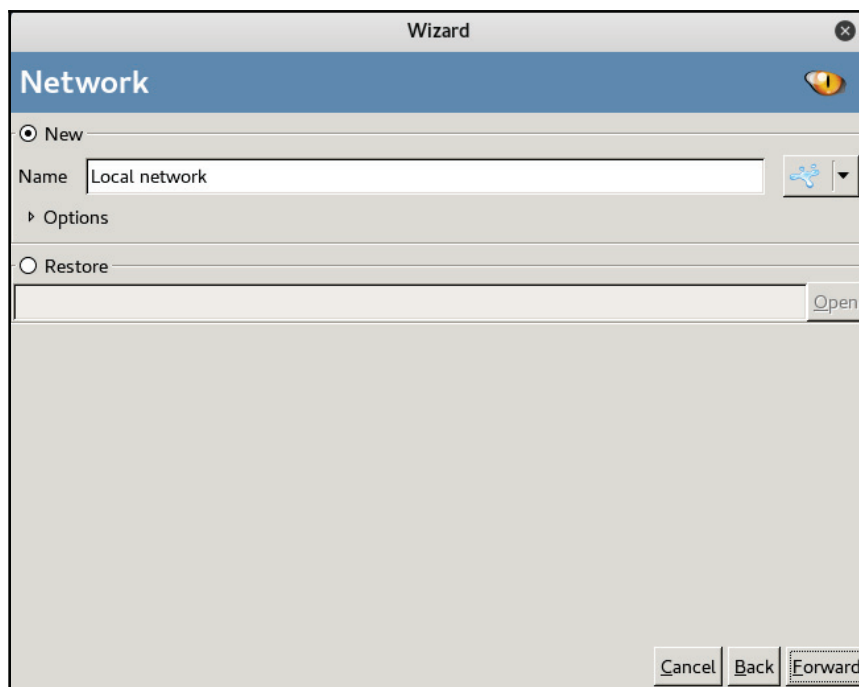 Wizard
Network
New
Name Local network
Options
Restore
Open
Cancel Back Forward